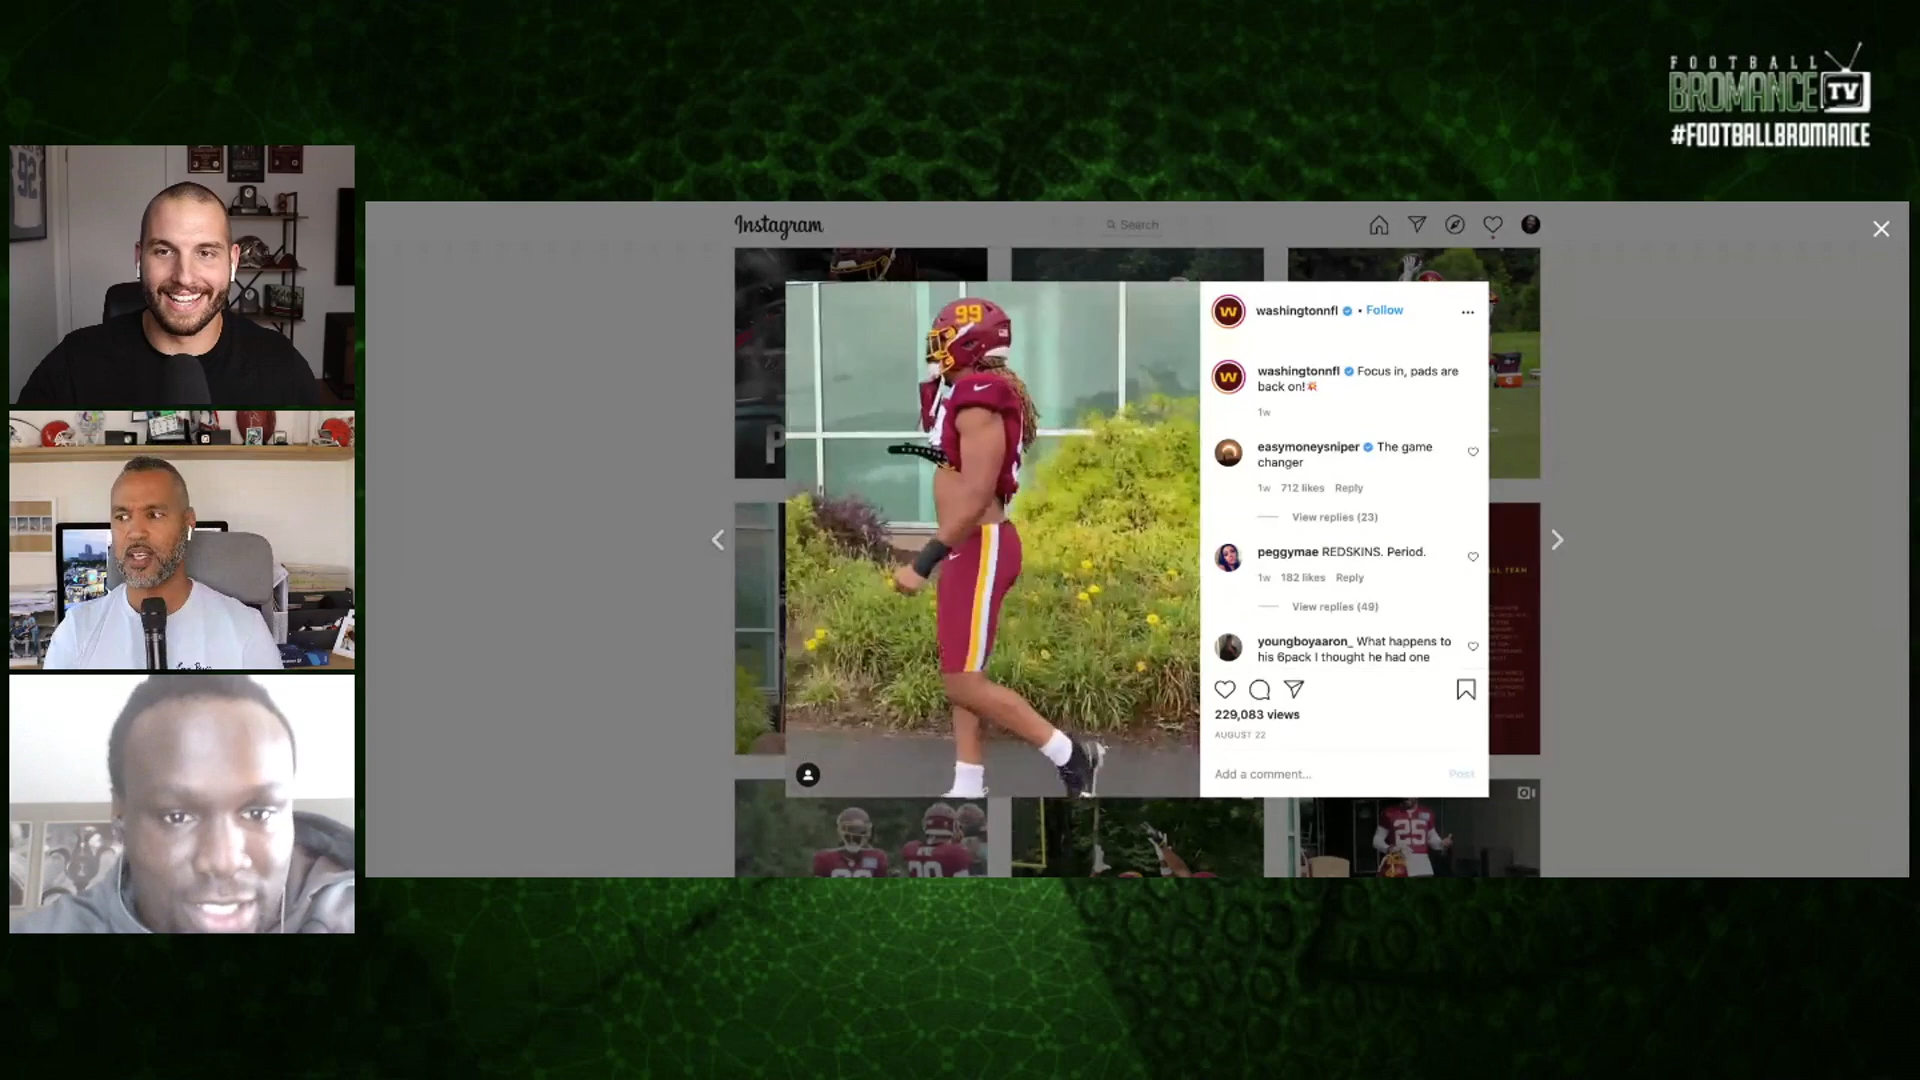 FOOTBALL
BROMANCE TV
#FOOTBALLBROMANCE
92
Instagram
Search
99
P
washingtonnfl • Follow
washingtonnfl Focus in, pads are
back on!
1w
easymoneysniper The game
changer
1w 712 likes Reply
View replies (23)
peggymae REDSKINS. Period.
1w 182 likes Reply
View replies (49)
youngboyaaron_ What happens to
his 6pack I thought he had one
229,083 views
AUGUST 22
Add a comment... Post
25